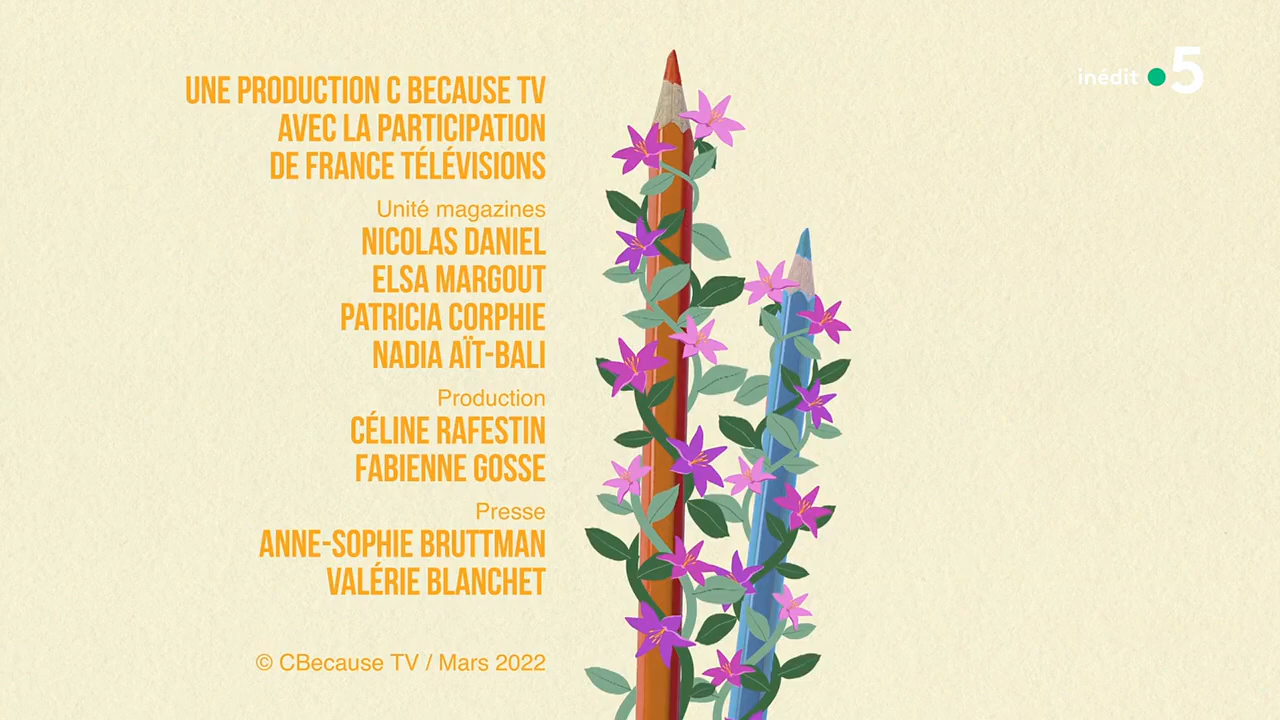 UNE PRODUCTION C BECAUSE TV
AVEC LA PARTICIPATION
DE FRANCE TÉLÉVISIONS
Unité magazines
NICOLAS DANIEL
ELSA MARGOUT
PATRICIA CORPHIE
NADIA AÏT-BALI
Production
CÉLINE RAFESTIN
FABIENNE GOSSE
Presse
ANNE-SOPHIE BRUTTMAN
VALÉRIE BLANCHET
© CBecause TV / Mars 2022
inédit 5